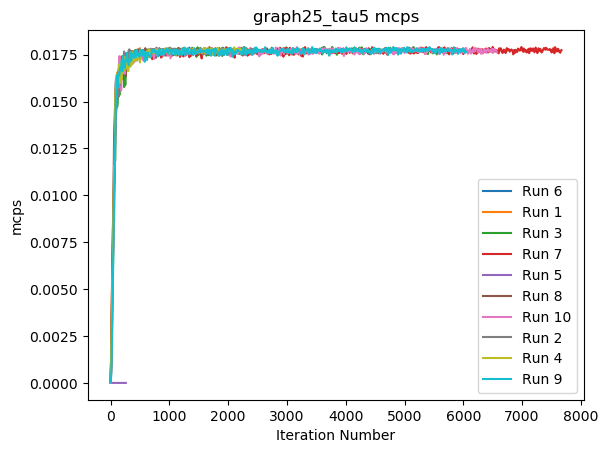 graph25_tau5 mcps
mcps
0.0175
0.0150
0.0125
0.0100
0.0075
0.0050
0.0025
0.0000
Run 6
Run 1
Run 3
Run 7
Run 5
Run 8
Run 10
Run 2
Run 4
Run 9
0 1000 2000 3000 4000 5000 6000 7000 8000
Iteration Number